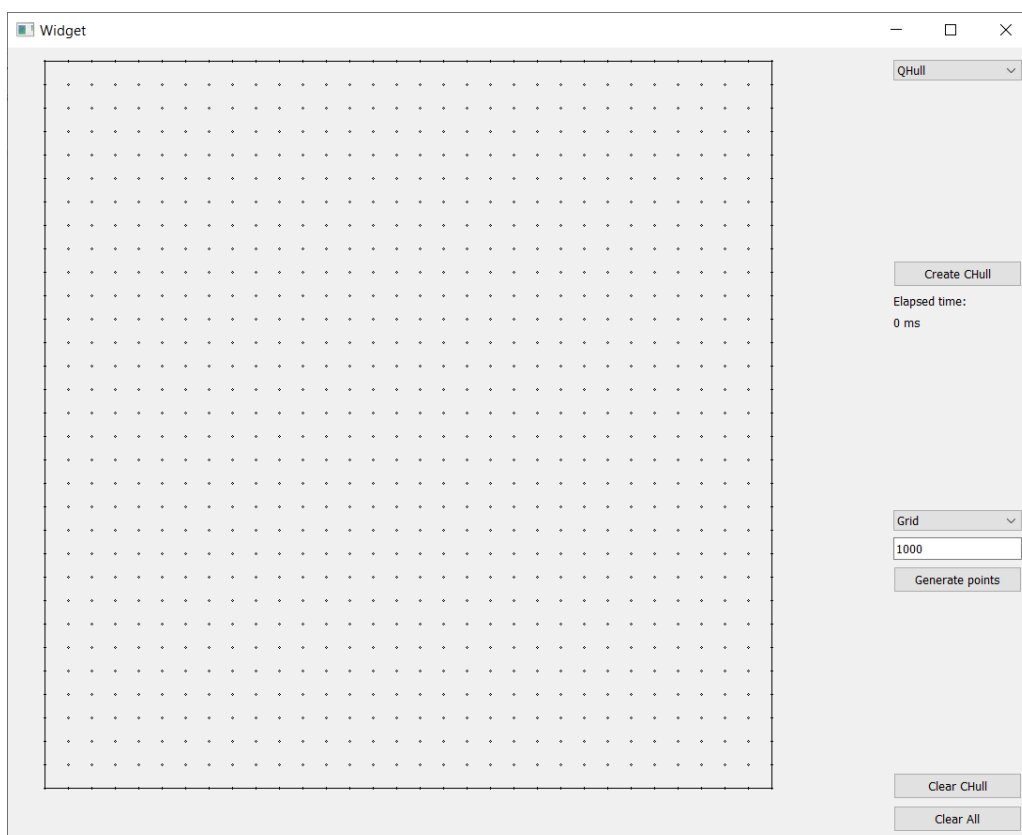 Widget
QHull
Create CHull
Elapsed time:
0 ms
Grid
1000
Generate points
Clear CHull
Clear All